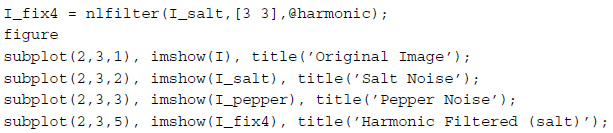 I_fix4 = nlfilter(I_salt,[3 3],@harmonic);
figure
subplot(2,3,1), imshow(I), title(’Original Image’);
subplot(2,3,2), imshow(I_salt), title(’Salt Noise’);
subplot(2,3,3), imshow(I_pepper), title(’Pepper Noise’);
subplot(2,3,5), imshow(I_fix4), title(’Harmonic Filtered (salt)’);